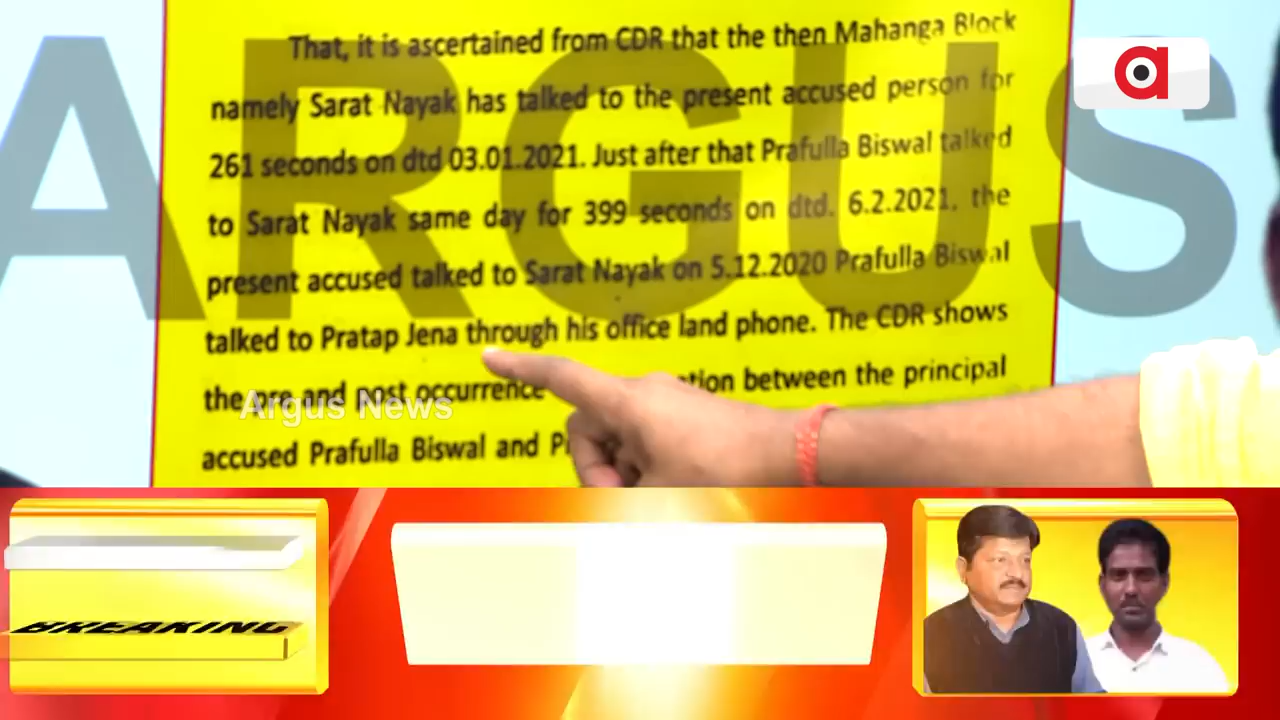 ARGUS
That, it is ascertained from CDR that the then Mahanga Block
namely Sarat Nayak has talked to the present accused person for
261 seconds on dtd 03.01.2021. Just after that Prafulla Biswal talked
to Sarat Nayak same day for 399 seconds on dtd. 6.2.2021, the
present accused talked to Sarat Nayak on 5.12.2020 Prafulla Biswal
talked to Pratap Jena through his office land phone. The CDR shows
the pre and post occurrence between the principal
accused Prafulla Biswal and
a
Argus News
BREAKING